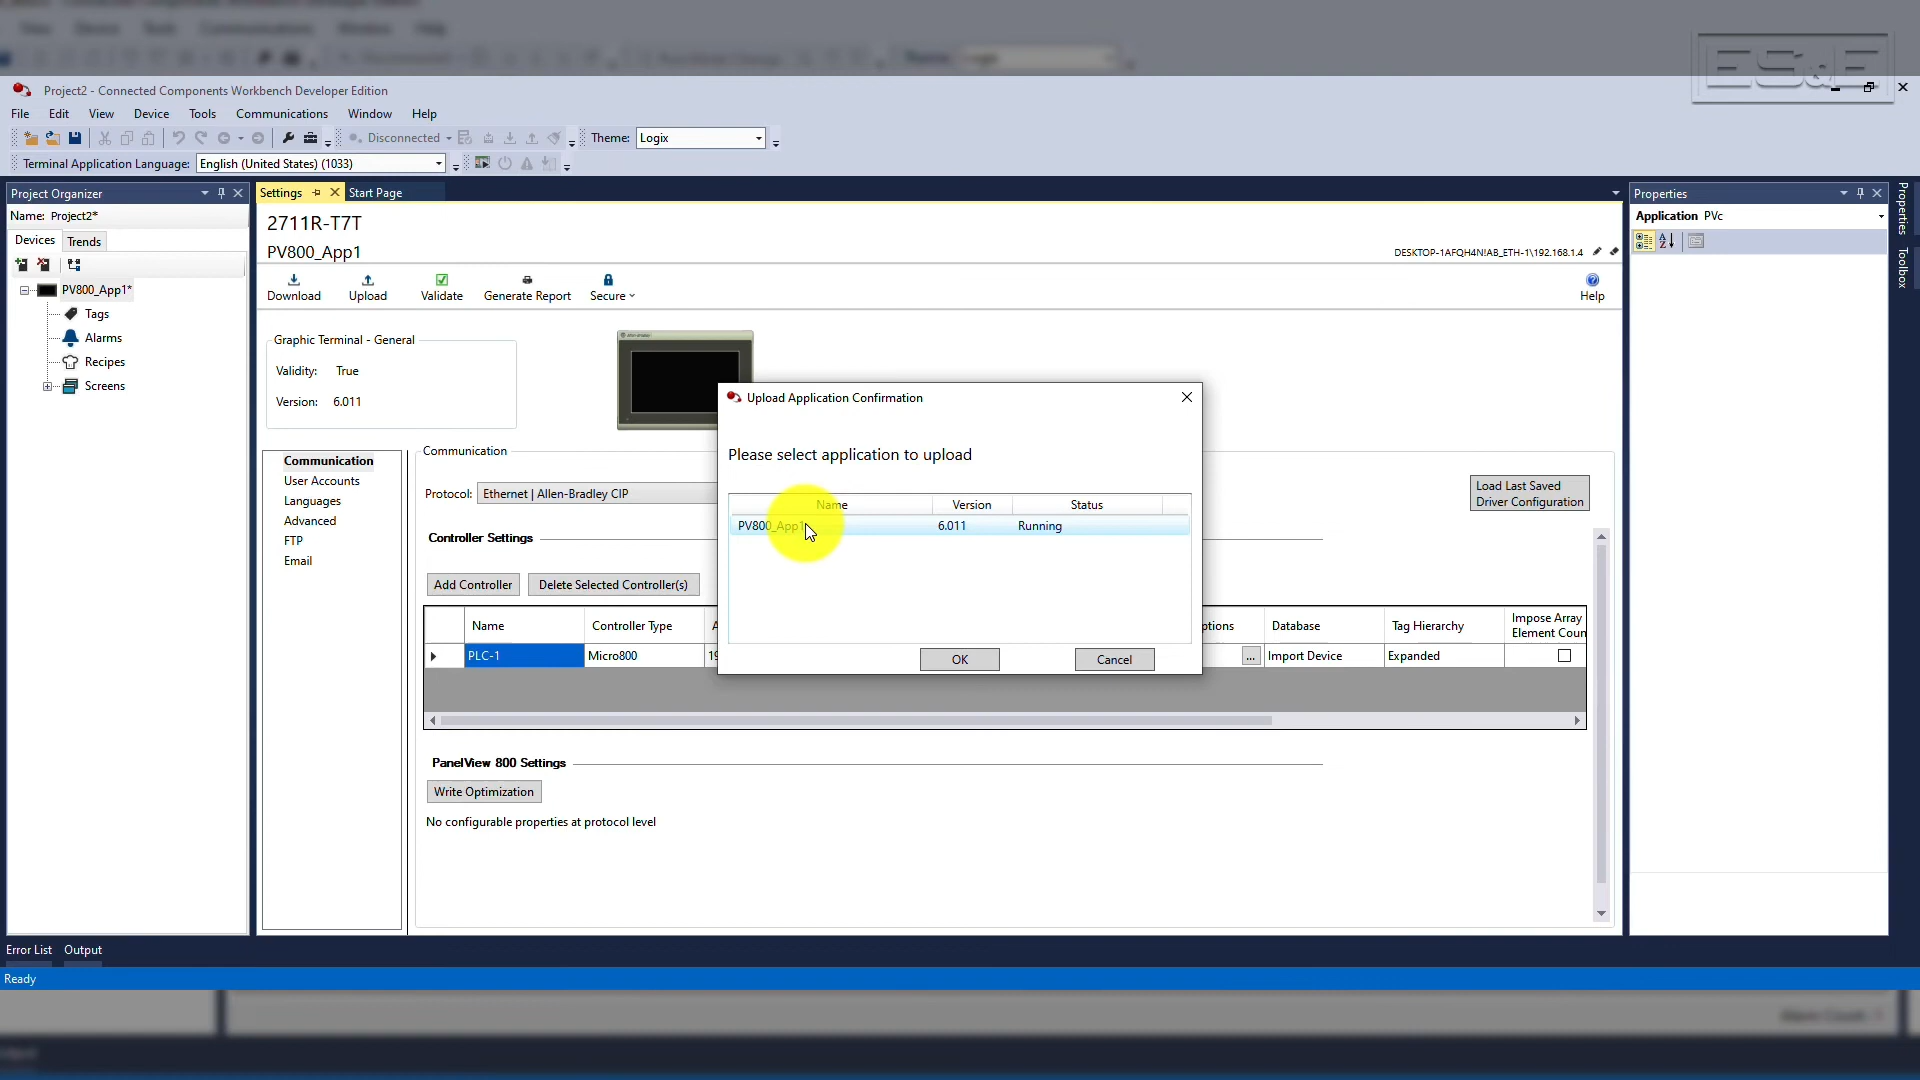 ES&E
Project2 - Connected Components Workbench Developer Edition
File Edit View Device Tools Communications Window Help
Disconnected Theme: Logix
Terminal Application Language: English (United States) (1033)
Project Organizer
Name: Project2*
Devices Trends
PV800_App1*
Tags
Alarms
Recipes
Screens
Settings Start Page
2711R-T7T
PV800_App1
DESKTOP-1AFQH4N!AB_ETH-1\192.168.1.4
Download Upload Validate Generate Report Secure Help
Graphic Terminal - General
Validity: True
Version: 6.011
Communication
User Accounts
Languages
Advanced
FTP
Email
Communication
Protocol: Ethernet | Allen-Bradley CIP
Load Last Saved
Driver Configuration
Controller Settings
Add Controller Delete Selected Controller(s)
Name Controller Type A ptions Database Tag Hierarchy Impose Array
Element Coun
PLC-1 Micro800 19 ... Import Device Expanded
PanelView 800 Settings
Write Optimization
No configurable properties at protocol level
Upload Application Confirmation
Please select application to upload
Name Version Status
PV800_App1 6.011 Running
OK Cancel
Properties
Application PVc
Properties
Toolbox
Error List Output
Ready